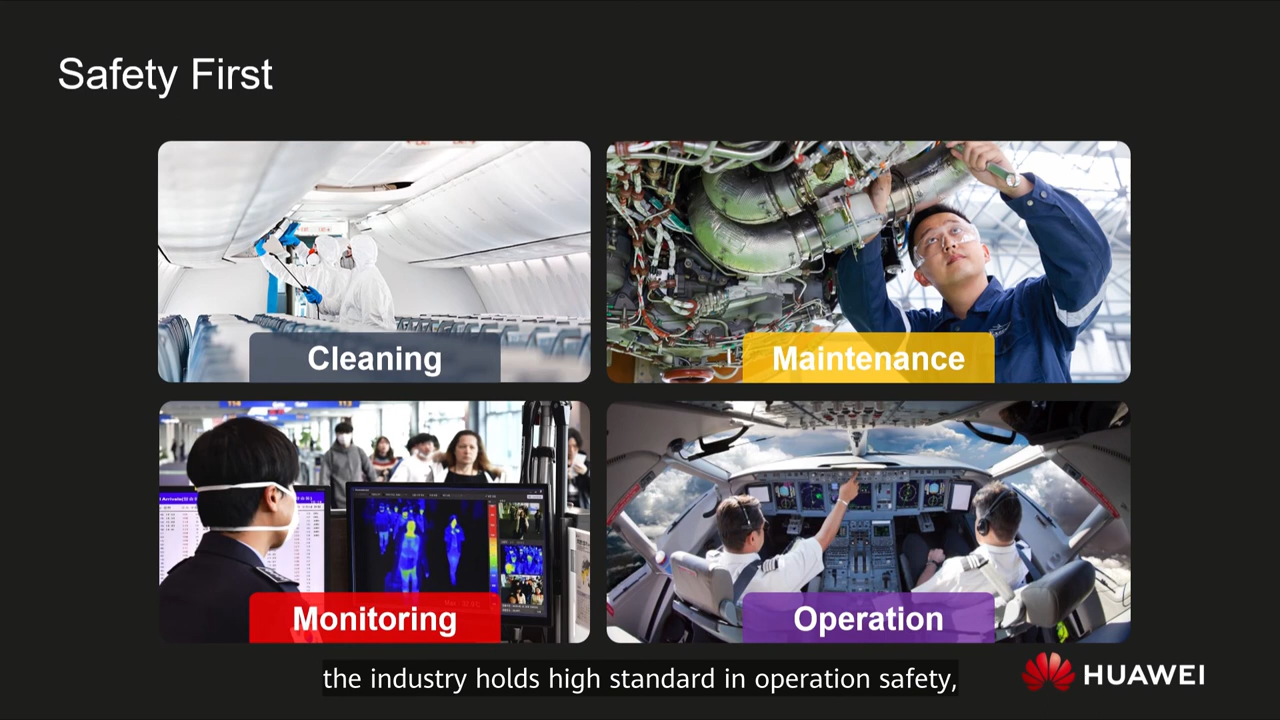 Safety First
Cleaning
Maintenance
Monitoring
Operation
the industry holds high standard in operation safety,
HUAWEI